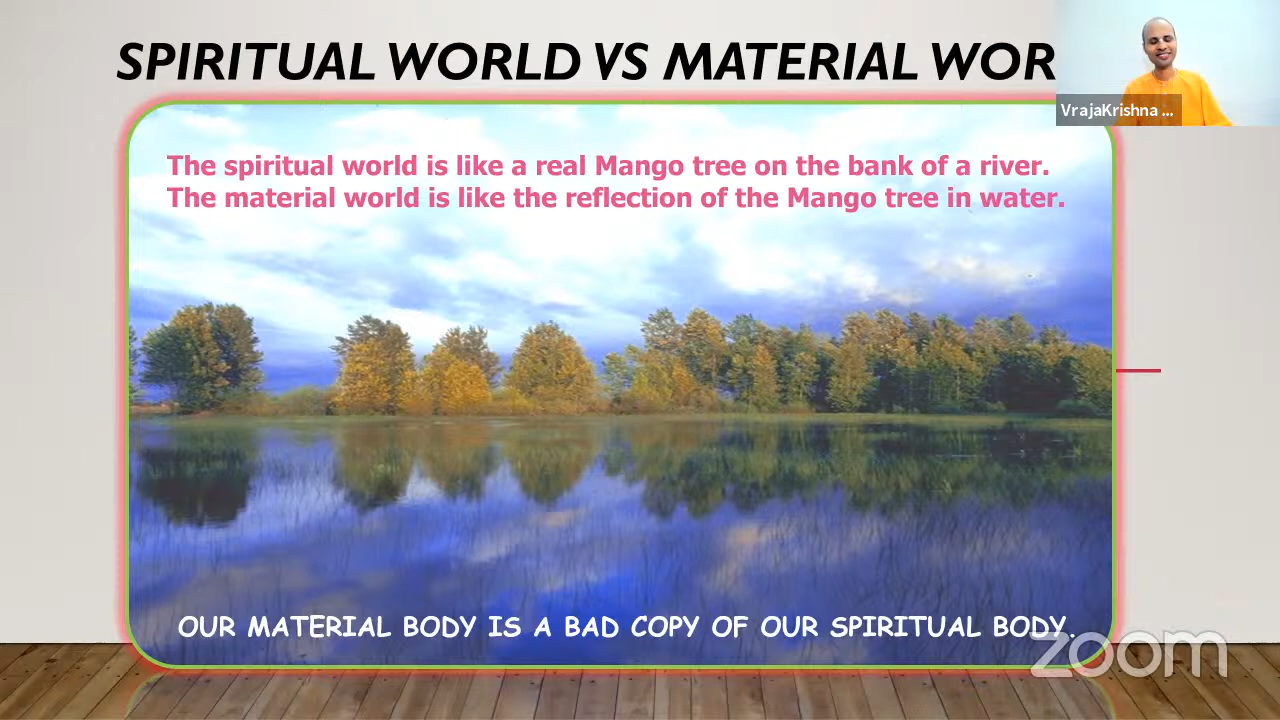 SPIRITUAL WORLD VS MATERIAL WOR
VrajaKrishna ...
The spiritual world is like a real Mango tree on the bank of a river.
The material world is like the reflection of the Mango tree in water.
OUR MATERIAL BODY IS A BAD COPY OF OUR SPIRITUAL BODY.
zoom